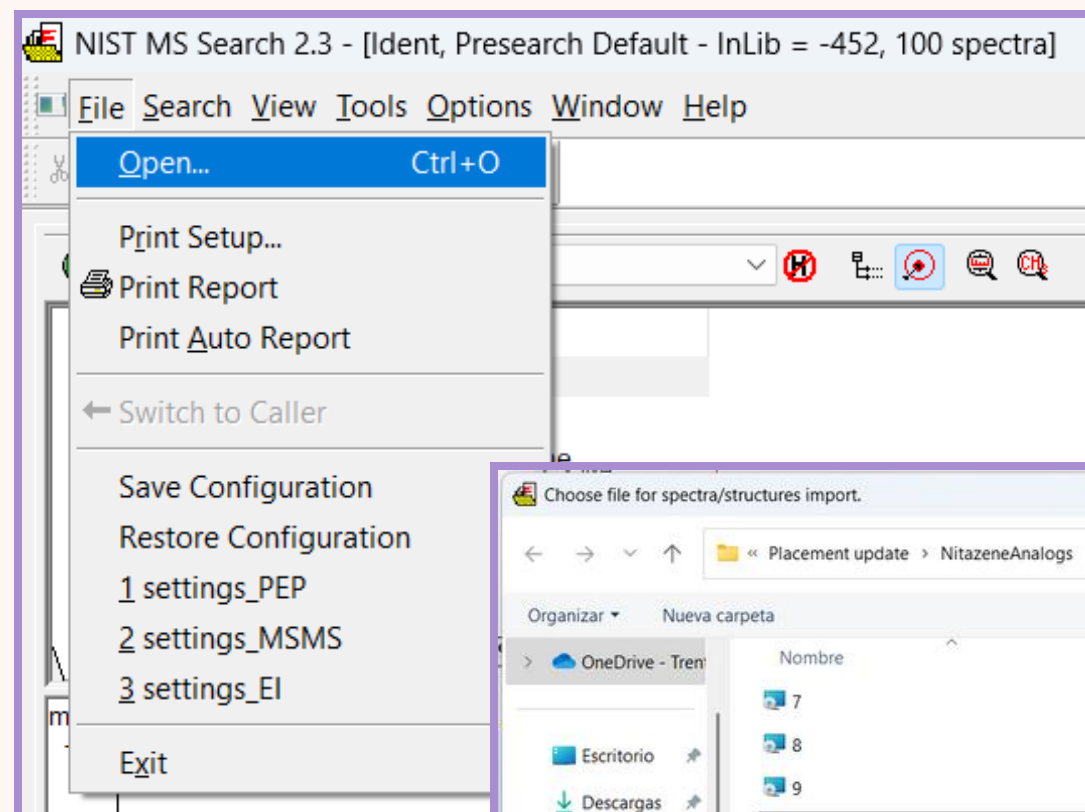 NIST MS Search 2.3 - [Ident, Presearch Default - InLib = -452, 100 spectra]
File Search View Tools Options Window Help
Open... Ctrl+O
Print Setup...
Print Report
Print Auto Report
Switch to Caller
Save Configuration
Restore Configuration
1 settings_PEP
2 settings_MSMS
3 settings_EI
Exit
Choose file for spectra/structures import.
« Placement update › NitazeneAnalogs
Organizar Nueva carpeta
OneDrive - Tren
Nombre
7
8
Escritorio
9
Descargas